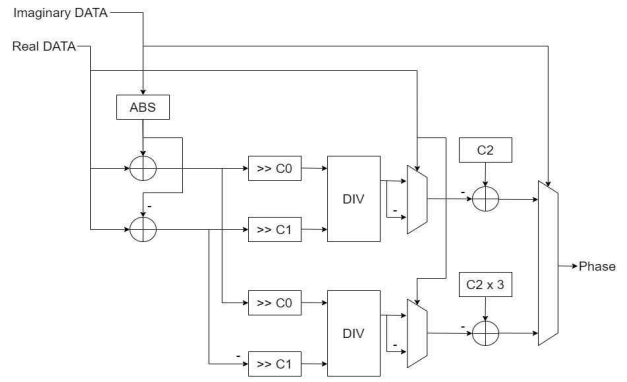 Imaginary DATA
Real DATA
ABS
C2
>> C0
DIV
-
-
-
>> C1
Phase
C2 x 3
>> C0
DIV
-
-
-
>> C1